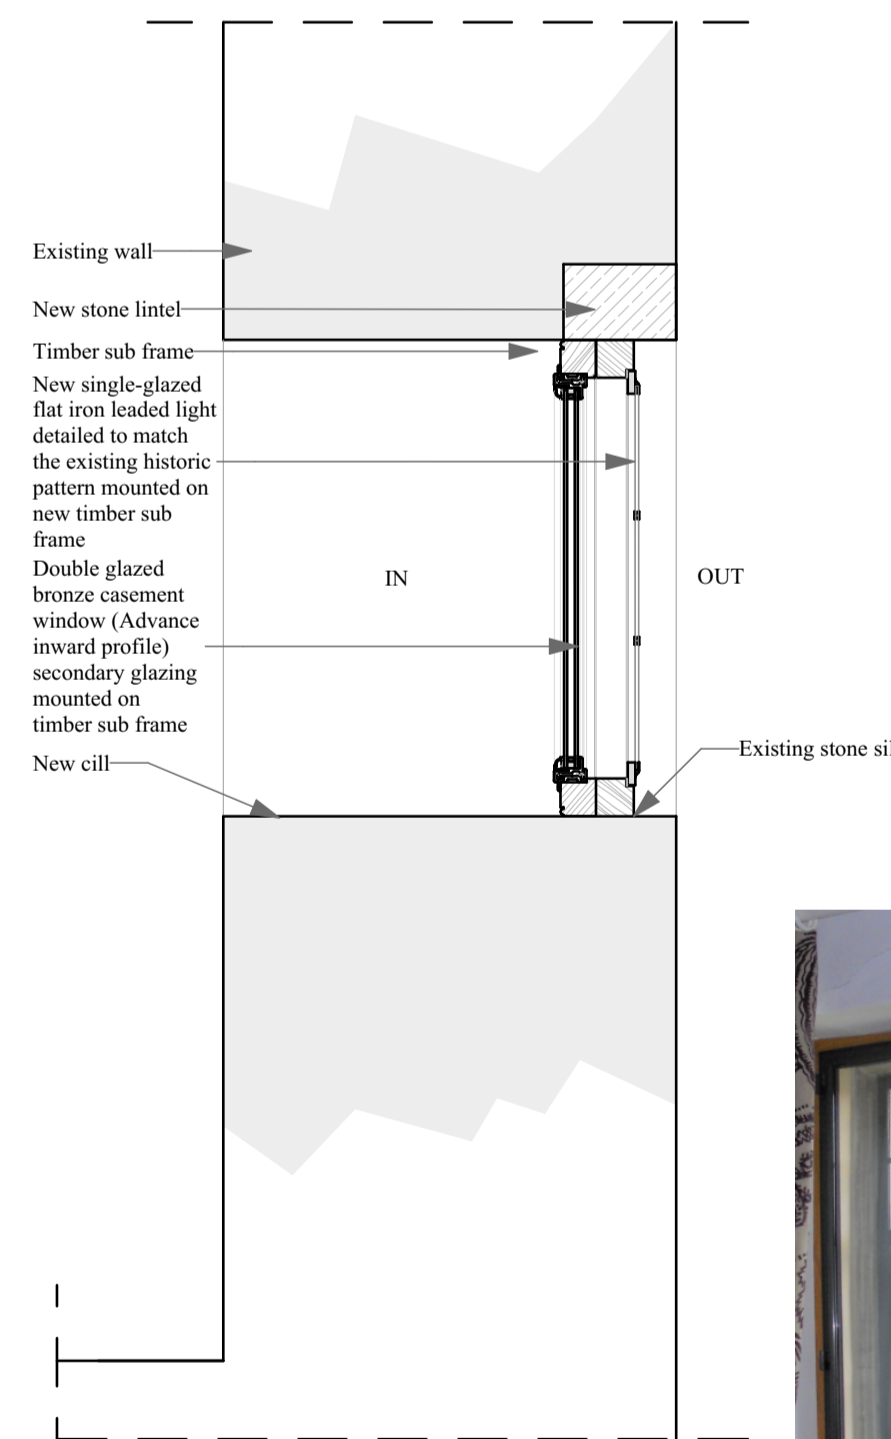 Existing wall
New stone lintel
Timber sub frame
New single-glazed
flat iron leaded light
detailed to match
the existing historic
pattern mounted on
new timber sub
frame
Double glazed
bronze casement
window (Advance
inward profile)
secondary glazing
mounted on
timber sub frame
New cill
IN
OUT
Existing stone